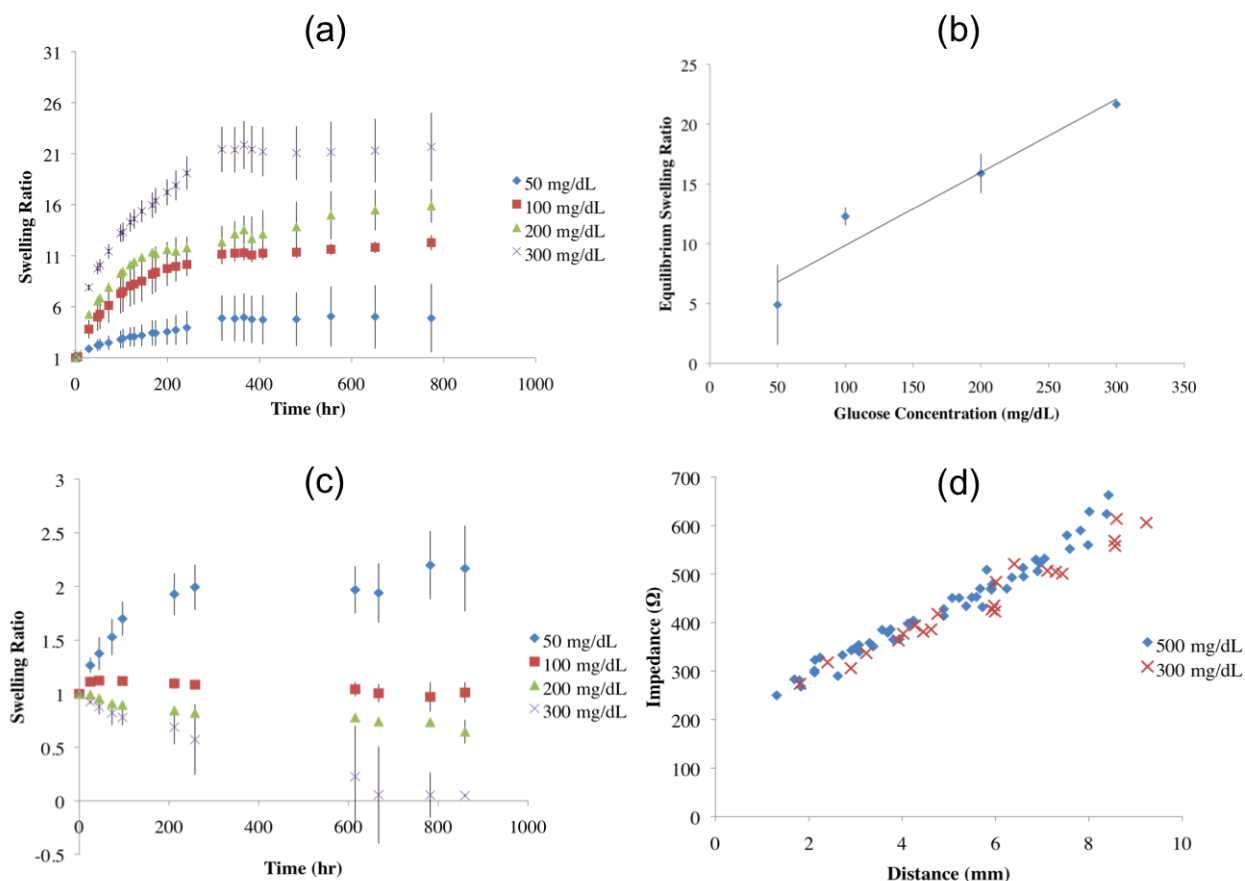 (a)
31
26
21
16
11
6
1
0
200
400
600
800
1000
Swelling Ratio
Time (hr)
50 mg/dL
100 mg/dL
200 mg/dL
300 mg/dL
(b)
25
20
15
10
5
0
0
50
100
150
200
250
300
350
Equilibrium Swelling Ratio
Glucose Concentration (mg/dL)
(c)
3
2.5
2
1.5
1
0.5
0
-0.5
0
200
400
600
800
1000
Swelling Ratio
Time (hr)
50 mg/dL
100 mg/dL
200 mg/dL
300 mg/dL
(d)
700
600
500
400
300
200
100
0
0
2
4
6
8
10
Impedance (Ω)
Distance (mm)
500 mg/dL
300 mg/dL